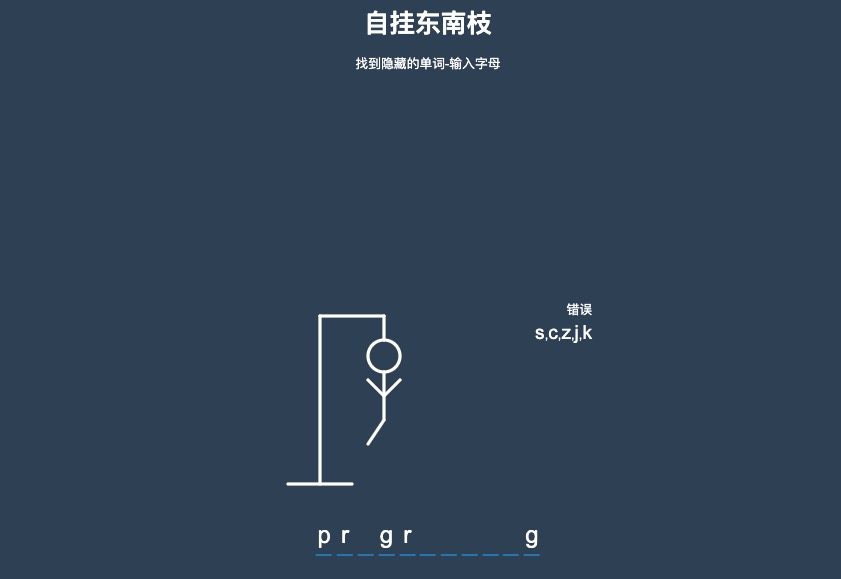 自挂东南枝
找到隐藏的单词-输入字母
错误
s,c,z,j,k
p r _ g r _ _ _ _ _ g